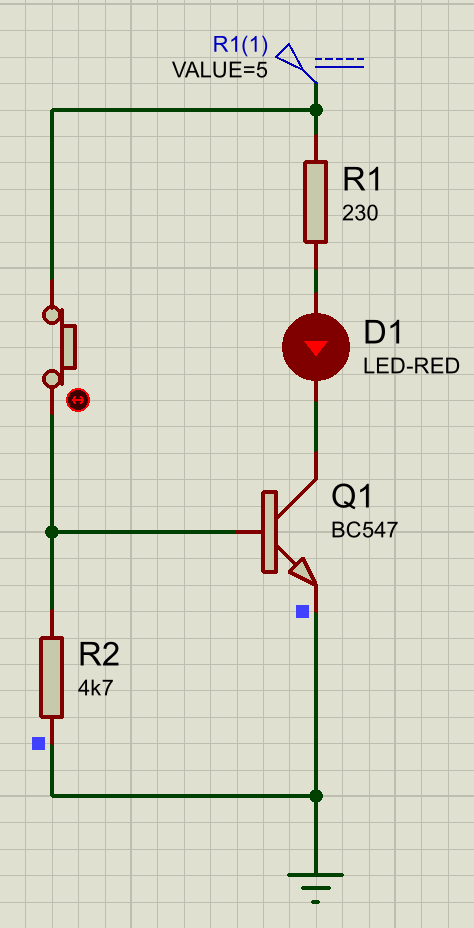 R1(1)
VALUE=5
R1
230
D1
LED-RED
Q1
BC547
R2
4k7